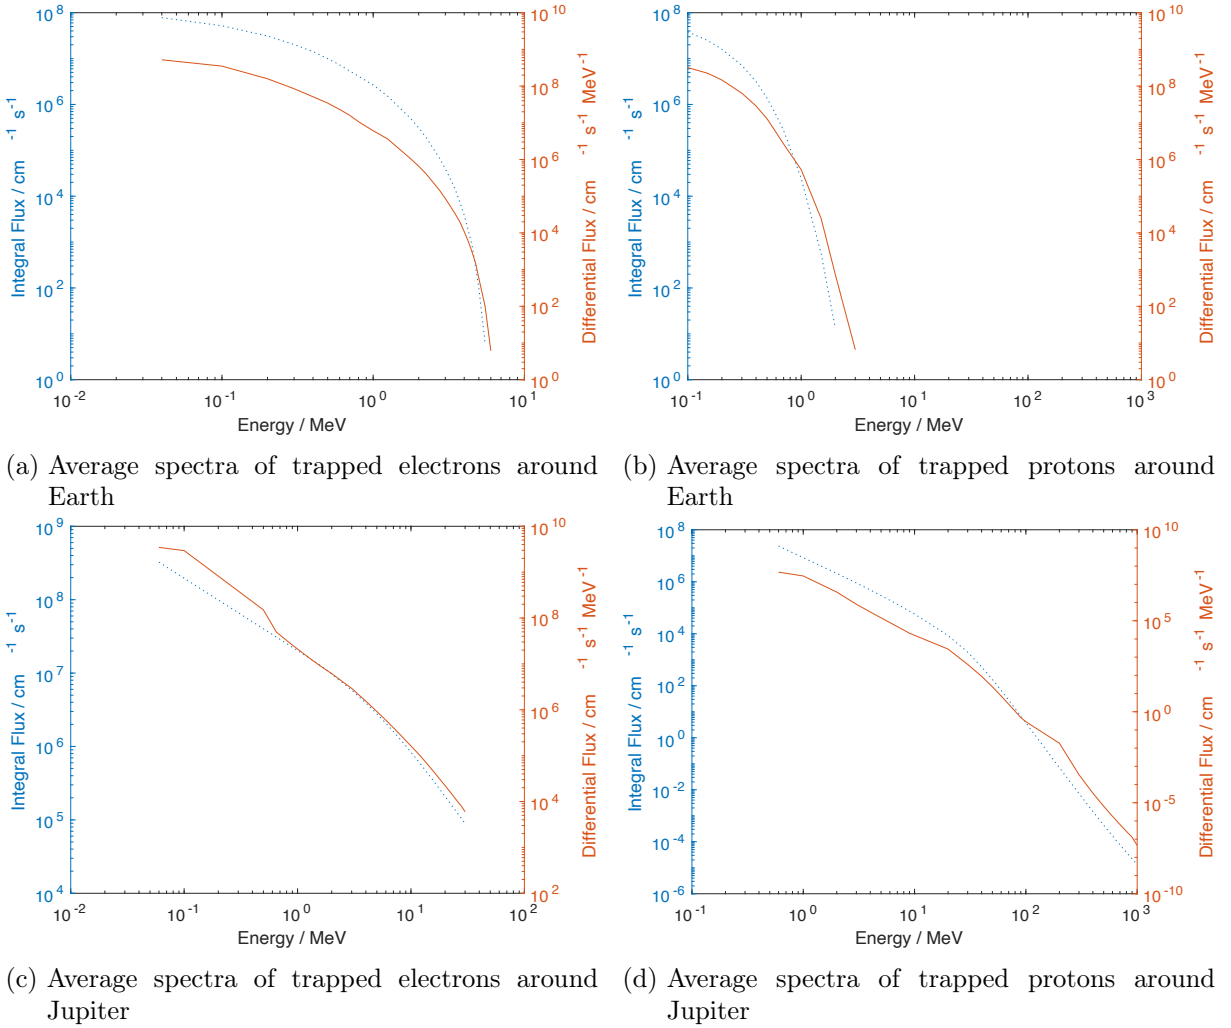 10^8
10^6
10^4
10^2
10^0
Integral Flux / cm ^-1 s^-1
10^10
10^8
10^6
10^4
10^2
10^0
Differential Flux / cm ^-1 s^-1 MeV^-1
10^-2 10^-1 10^0 10^1
Energy / MeV
10^8
10^6
10^4
10^2
10^0
Integral Flux / cm ^-1 s^-1
10^10
10^8
10^6
10^4
10^2
10^0
Differential Flux / cm ^-1 s^-1 MeV^-1
10^-1 10^0 10^1 10^2 10^3
Energy / MeV
(a) Average spectra of trapped electrons around
Earth
(b) Average spectra of trapped protons around
Earth
10^9
10^8
10^7
10^6
10^5
10^4
Integral Flux / cm ^-1 s^-1
10^10
10^8
10^6
10^4
10^2
Differential Flux / cm ^-1 s^-1 MeV^-1
10^-2 10^-1 10^0 10^1 10^2
Energy / MeV
10^8
10^6
10^4
10^2
10^0
10^-2
10^-4
10^-6
Integral Flux / cm ^-1 s^-1
10^10
10^5
10^0
10^-5
10^-10
Differential Flux / cm ^-1 s^-1 MeV^-1
10^-1 10^0 10^1 10^2 10^3
Energy / MeV
(c) Average spectra of trapped electrons around
Jupiter
(d) Average spectra of trapped protons around
Jupiter